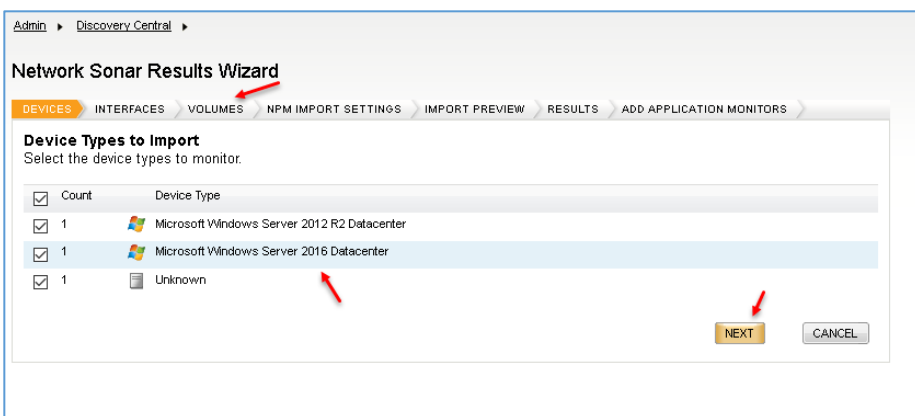 Admin ▸ Discovery Central ▸
Network Sonar Results Wizard
DEVICES INTERFACES VOLUMES NPM IMPORT SETTINGS IMPORT PREVIEW RESULTS ADD APPLICATION MONITORS
Device Types to Import
Select the device types to monitor.
Count Device Type
1 Microsoft Windows Server 2012 R2 Datacenter
1 Microsoft Windows Server 2016 Datacenter
1 Unknown
NEXT CANCEL